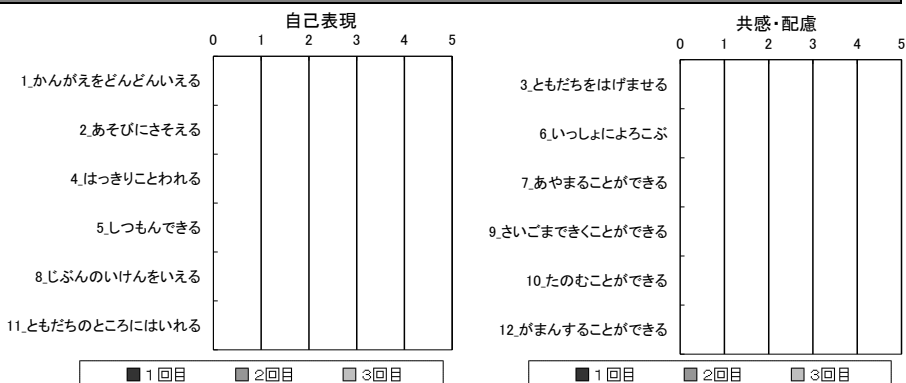 自己表現
0 1 2 3 4 5
1_かんがえをどんどんいえる
2_あそびにさそえる
4_はっきりことわれる
5_しつもんできる
8_じぶんのいけんをいえる
11_ともだちのところにはいれる
1回目 2回目 3回目
共感・配慮
0 1 2 3 4 5
3_ともだちをはげませる
6_いっしょによろこぶ
7_あやまることができる
9_さいごまできくことができる
10_たのむことができる
12_がまんすることができる
1回目 2回目 3回目